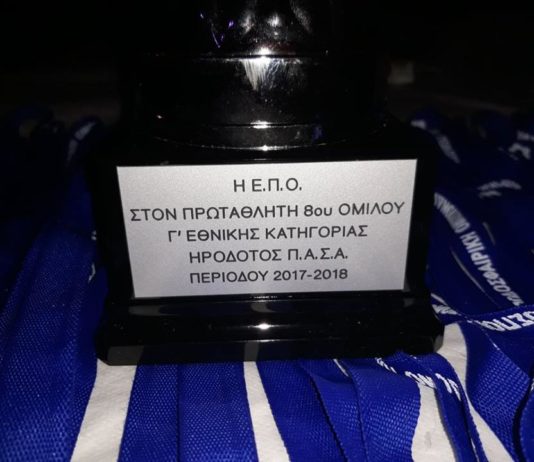 Η Ε.Π.Ο.
ΣΤΟΝ ΠΡΩΤΑΘΛΗΤΗ 8ου ΟΜΙΛΟΥ
Γ' ΕΘΝΙΚΗΣ ΚΑΤΗΓΟΡΙΑΣ
ΗΡΟΔΟΤΟΣ Π.Α.Σ.Α.
ΠΕΡΙΟΔΟΥ 2017-2018